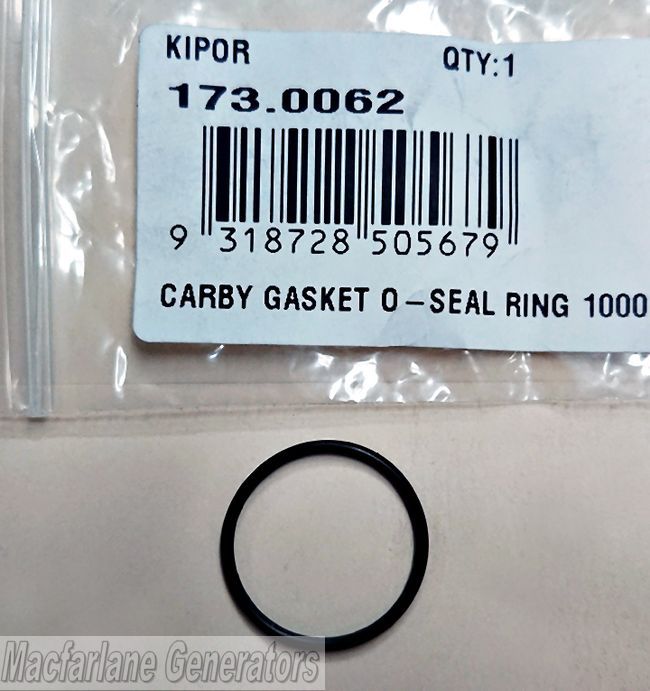 KIPOR QTY:1
173.0062
9 318728 505679
CARBY GASKET O-SEAL RING 1000
Macfarlane Generators